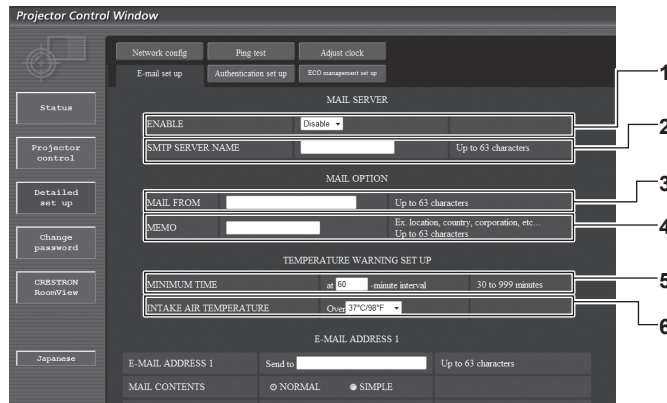 Projector Control Window
Network config Ping test Adjust clock
E-mail set up Authentication set up ECO management set up
Status
Projector control
Detailed set up
Change password
CRESTRON RoomView
Japanese
MAIL SERVER
ENABLE Disable
1
SMTP SERVER NAME Up to 63 characters
2
MAIL OPTION
MAIL FROM Up to 63 characters
3
MEMO Ex. location, country, corporation, etc...
Up to 63 characters
4
TEMPERATURE WARNING SET UP
MINIMUM TIME at 60 -minute interval 30 to 999 minutes
5
INTAKE AIR TEMPERATURE Over 37°C/98°F
6
E-MAIL ADDRESS 1
E-MAIL ADDRESS 1 Send to Up to 63 characters
MAIL CONTENTS NORMAL SIMPLE